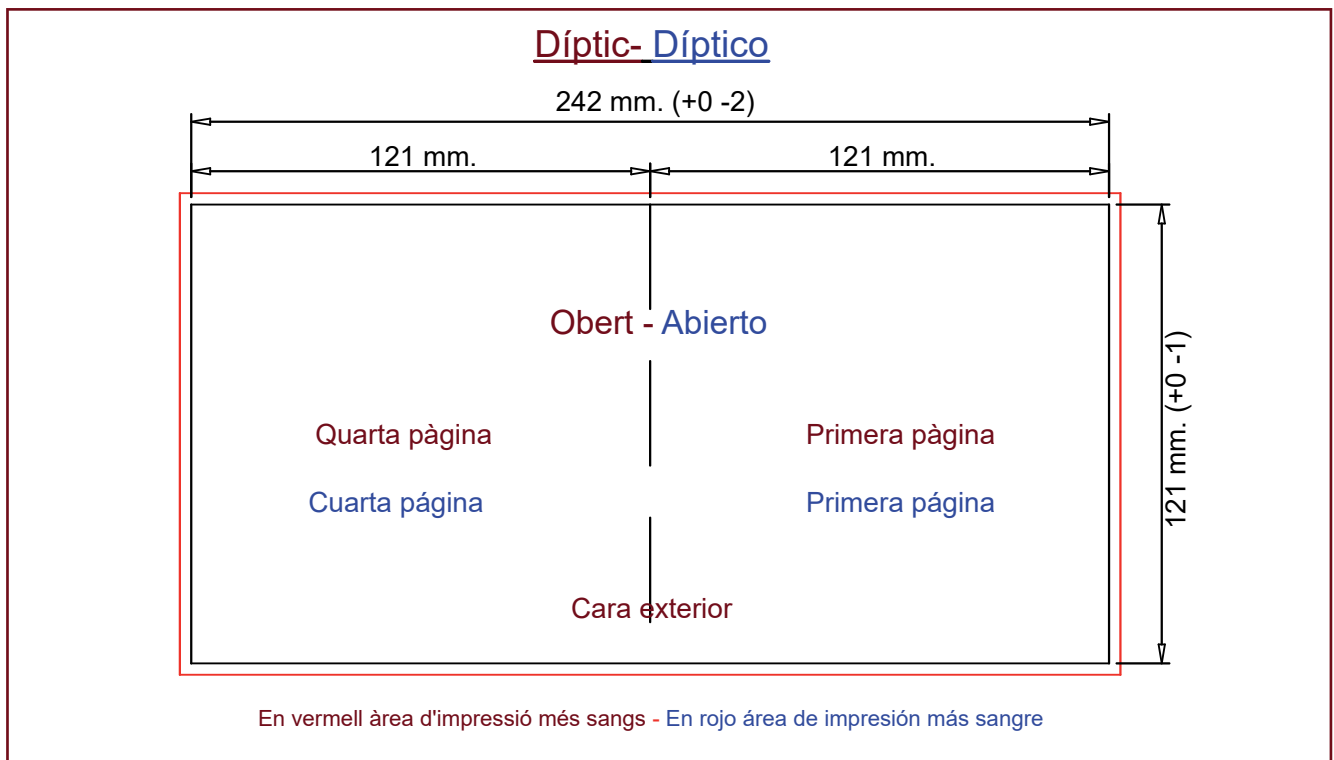 Díptic- Díptico
242 mm. (+0 -2)
121 mm. 121 mm.
Obert - Abierto
121 mm. (+0 -1)
Quarta pàgina Primera pàgina
Cuarta página Primera página
Cara exterior
En vermell àrea d'impressió més sangs - En rojo área de impresión más sangre